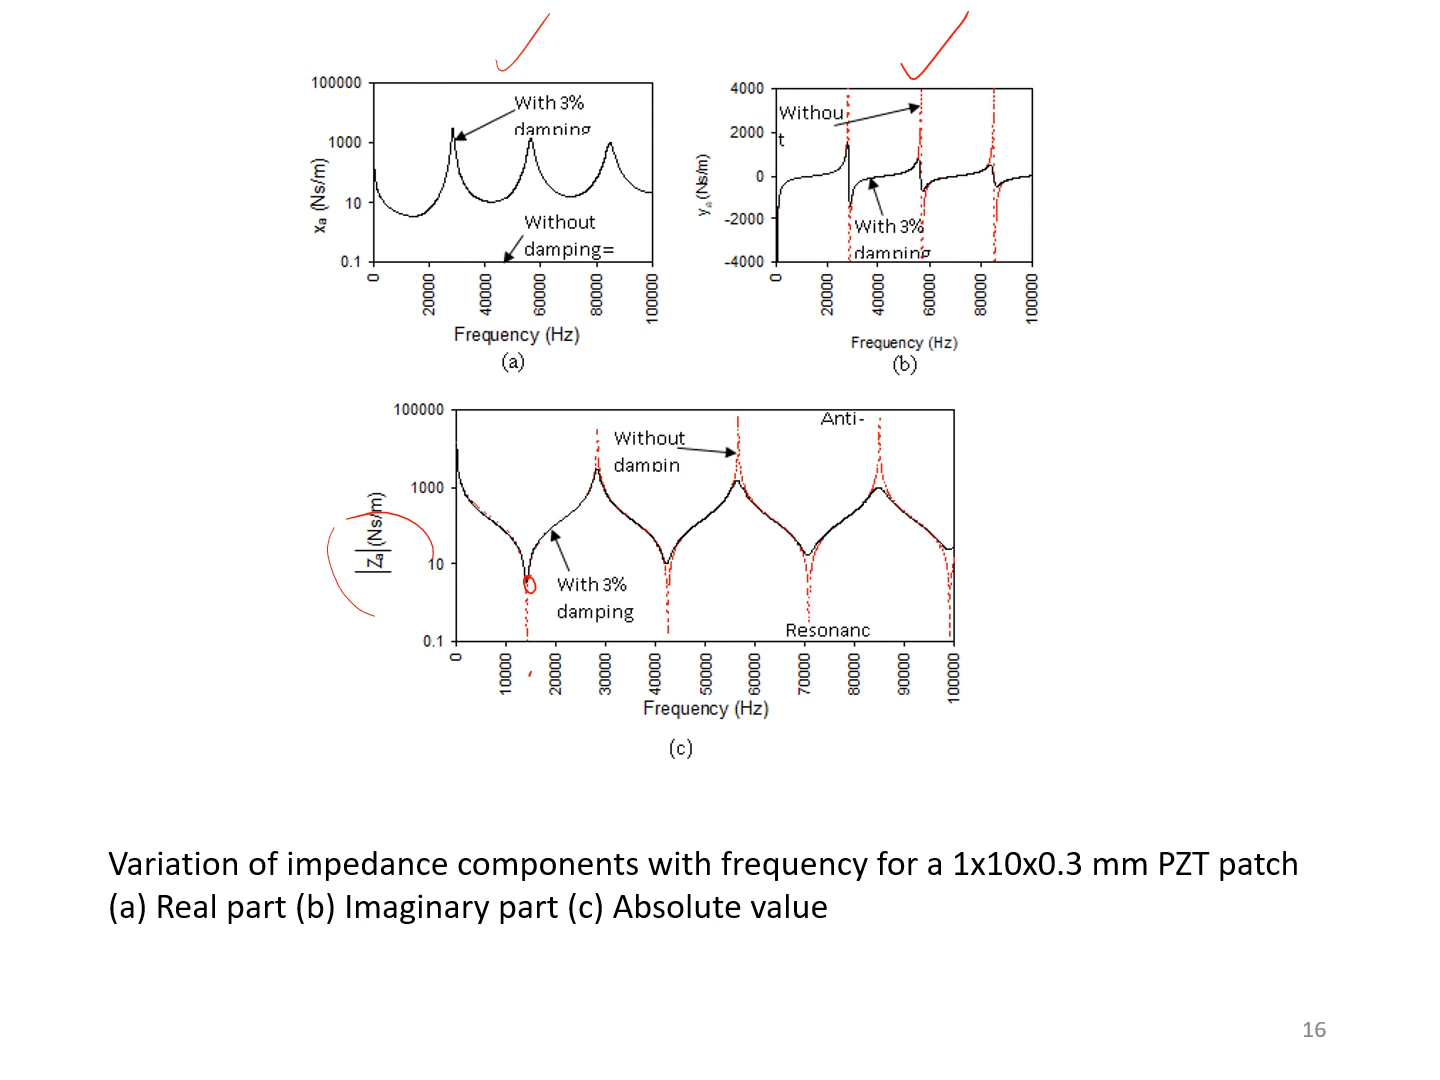 100000
1000
10
0.1
xa (Ns/m)
With 3%
damping
Without
damping=
0
20000
40000
60000
80000
100000
Frequency (Hz)
(a)
4000
2000
0
-2000
-4000
ya (Ns/m)
Withou
t
With 3%
damping
0
20000
40000
60000
80000
100000
Frequency (Hz)
(b)
100000
1000
10
0.1
|Za| (Ns/m)
Without
dampin
Anti-
With 3%
damping
Resonanc
0
10000
20000
30000
40000
50000
60000
70000
80000
90000
100000
Frequency (Hz)
(c)
Variation of impedance components with frequency for a 1x10x0.3 mm PZT patch
(a) Real part (b) Imaginary part (c) Absolute value
16